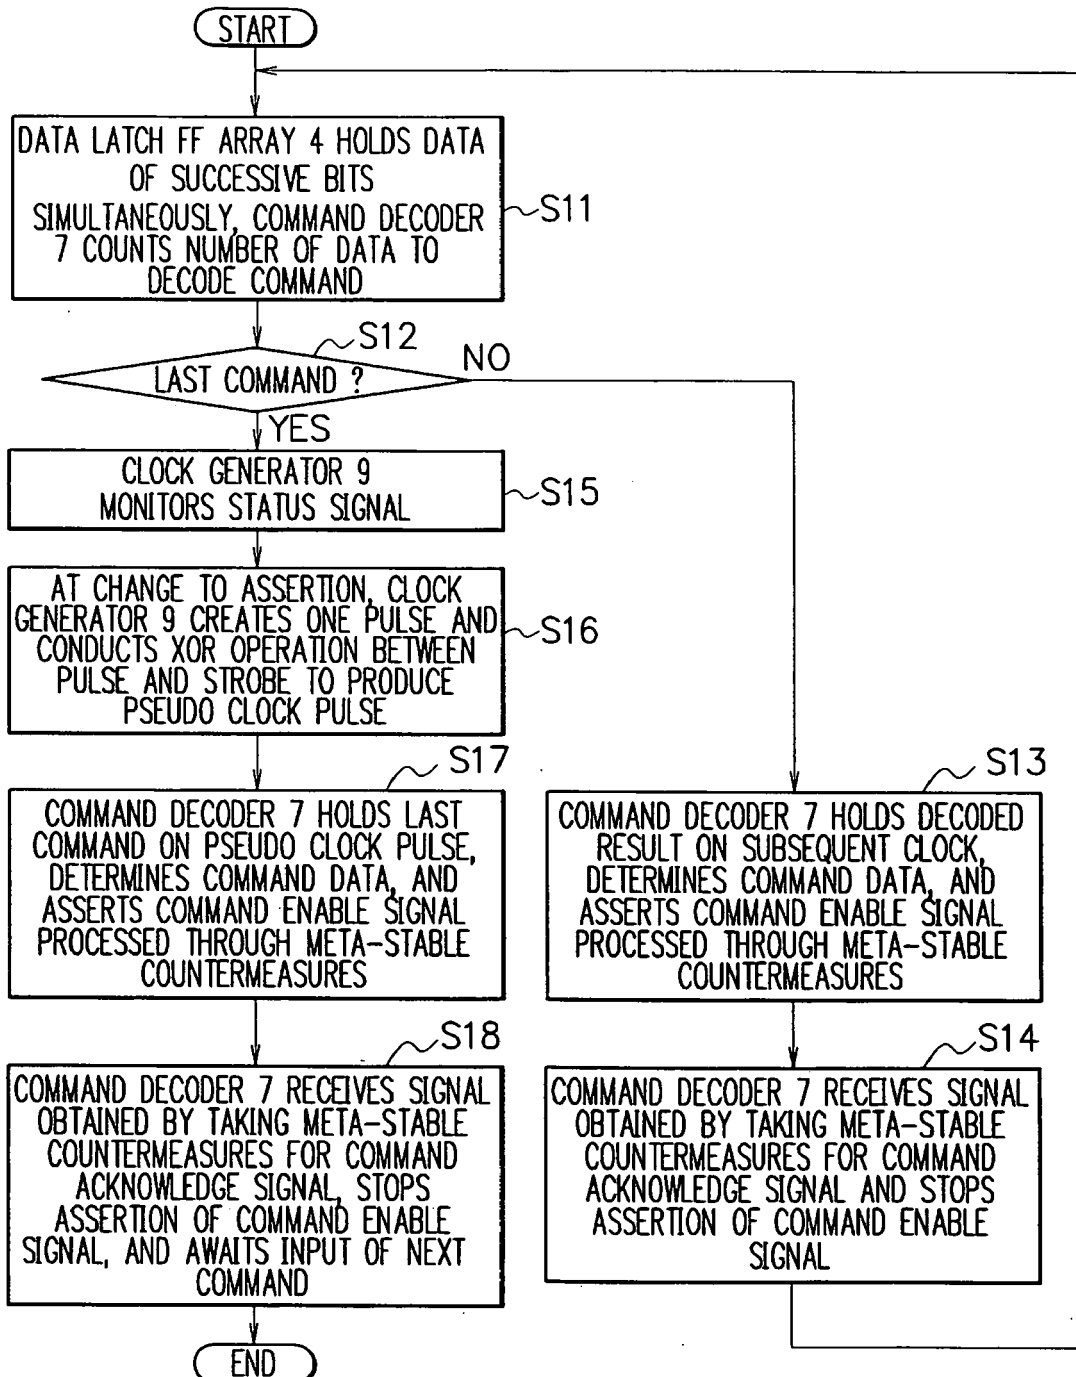 START
DATA LATCH FF ARRAY 4 HOLDS DATA
OF SUCCESSIVE BITS
SIMULTANEOUSLY, COMMAND DECODER
7 COUNTS NUMBER OF DATA TO
DECODE COMMAND
S11
S12
LAST COMMAND ?
NO
YES
CLOCK GENERATOR 9
MONITORS STATUS SIGNAL
S15
AT CHANGE TO ASSERTION, CLOCK
GENERATOR 9 CREATES ONE PULSE AND
CONDUCTS XOR OPERATION BETWEEN
PULSE AND STROBE TO PRODUCE
PSEUDO CLOCK PULSE
S16
S17
COMMAND DECODER 7 HOLDS LAST
COMMAND ON PSEUDO CLOCK PULSE,
DETERMINES COMMAND DATA, AND
ASSERTS COMMAND ENABLE SIGNAL
PROCESSED THROUGH META-STABLE
COUNTERMEASURES
S13
COMMAND DECODER 7 HOLDS DECODED
RESULT ON SUBSEQUENT CLOCK,
DETERMINES COMMAND DATA, AND
ASSERTS COMMAND ENABLE SIGNAL
PROCESSED THROUGH META-STABLE
COUNTERMEASURES
S18
COMMAND DECODER 7 RECEIVES SIGNAL
OBTAINED BY TAKING META-STABLE
COUNTERMEASURES FOR COMMAND
ACKNOWLEDGE SIGNAL, STOPS
ASSERTION OF COMMAND ENABLE
SIGNAL, AND AWAITS INPUT OF NEXT
COMMAND
S14
COMMAND DECODER 7 RECEIVES SIGNAL
OBTAINED BY TAKING META-STABLE
COUNTERMEASURES FOR COMMAND
ACKNOWLEDGE SIGNAL AND STOPS
ASSERTION OF COMMAND ENABLE
SIGNAL
END